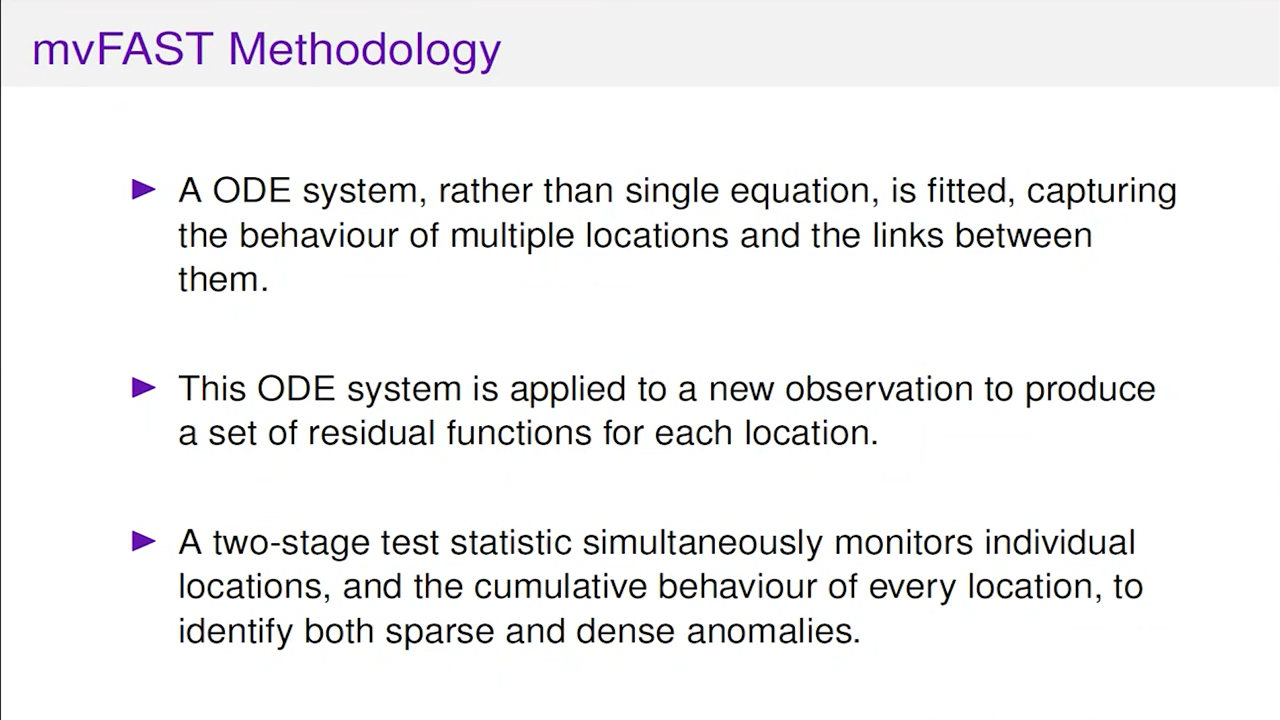 mvFAST Methodology
A ODE system, rather than single equation, is fitted, capturing
the behaviour of multiple locations and the links between
them.
This ODE system is applied to a new observation to produce
a set of residual functions for each location.
A two-stage test statistic simultaneously monitors individual
locations, and the cumulative behaviour of every location, to
identify both sparse and dense anomalies.